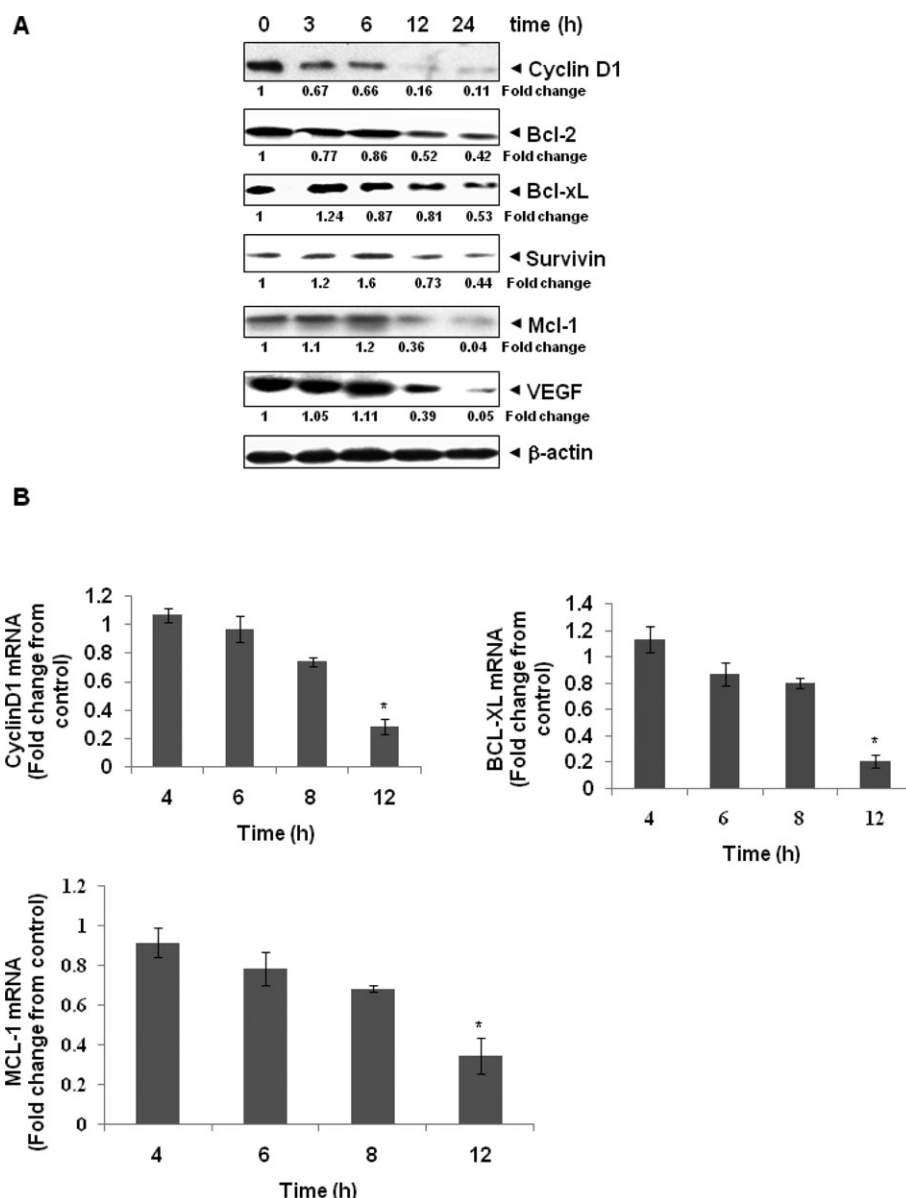 A
0 3 6 12 24 time (h)
◄ Cyclin D1
1 0.67 0.66 0.16 0.11 Fold change
◄ Bcl-2
1 0.77 0.86 0.52 0.42 Fold change
◄ Bcl-xL
1 1.24 0.87 0.81 0.53 Fold change
◄ Survivin
1 1.2 1.6 0.73 0.44 Fold change
◄ Mcl-1
1 1.1 1.2 0.36 0.04 Fold change
◄ VEGF
1 1.05 1.11 0.39 0.05 Fold change
◄ β-actin
B
CyclinD1 mRNA
(Fold change from
control)
1.2
1
0.8
0.6
0.4
0.2
0
*
4 6 8 12
Time (h)
BCL-XL mRNA
(Fold change from
control)
1.4
1.2
1
0.8
0.6
0.4
0.2
0
*
4 6 8 12
Time (h)
MCL-1 mRNA
(Fold change from control)
1.2
1
0.8
0.6
0.4
0.2
0
*
4 6 8 12
Time (h)